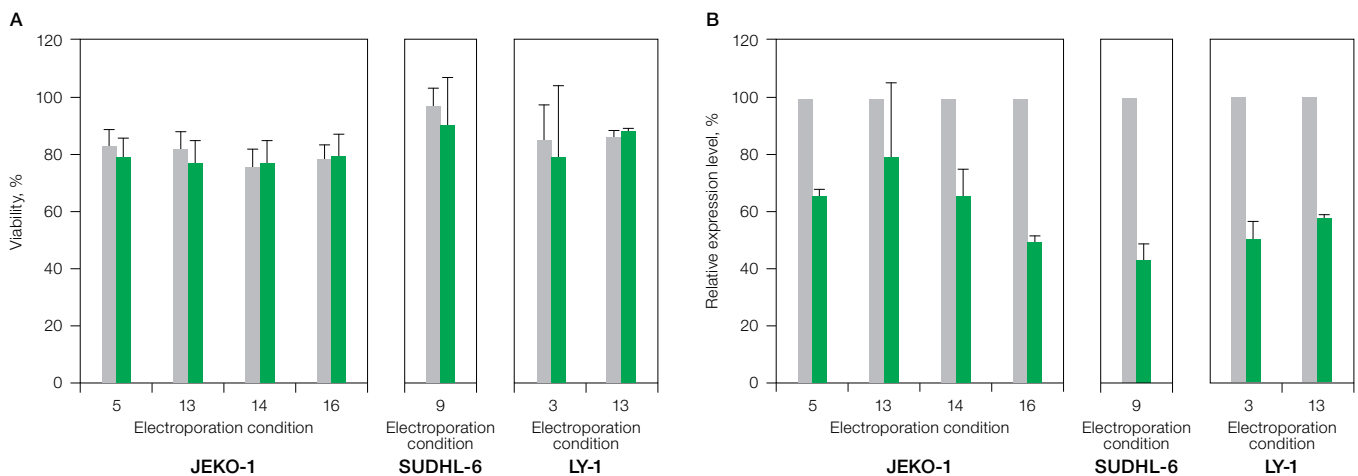 A
Viability, %
120
100
80
60
40
20
0
5 13 14 16
Electroporation condition
JEKO-1
9
Electroporation
condition
SUDHL-6
3 13
Electroporation
condition
LY-1
B
Relative expression level, %
120
100
80
60
40
20
0
5 13 14 16
Electroporation condition
JEKO-1
9
Electroporation
condition
SUDHL-6
3 13
Electroporation
condition
LY-1